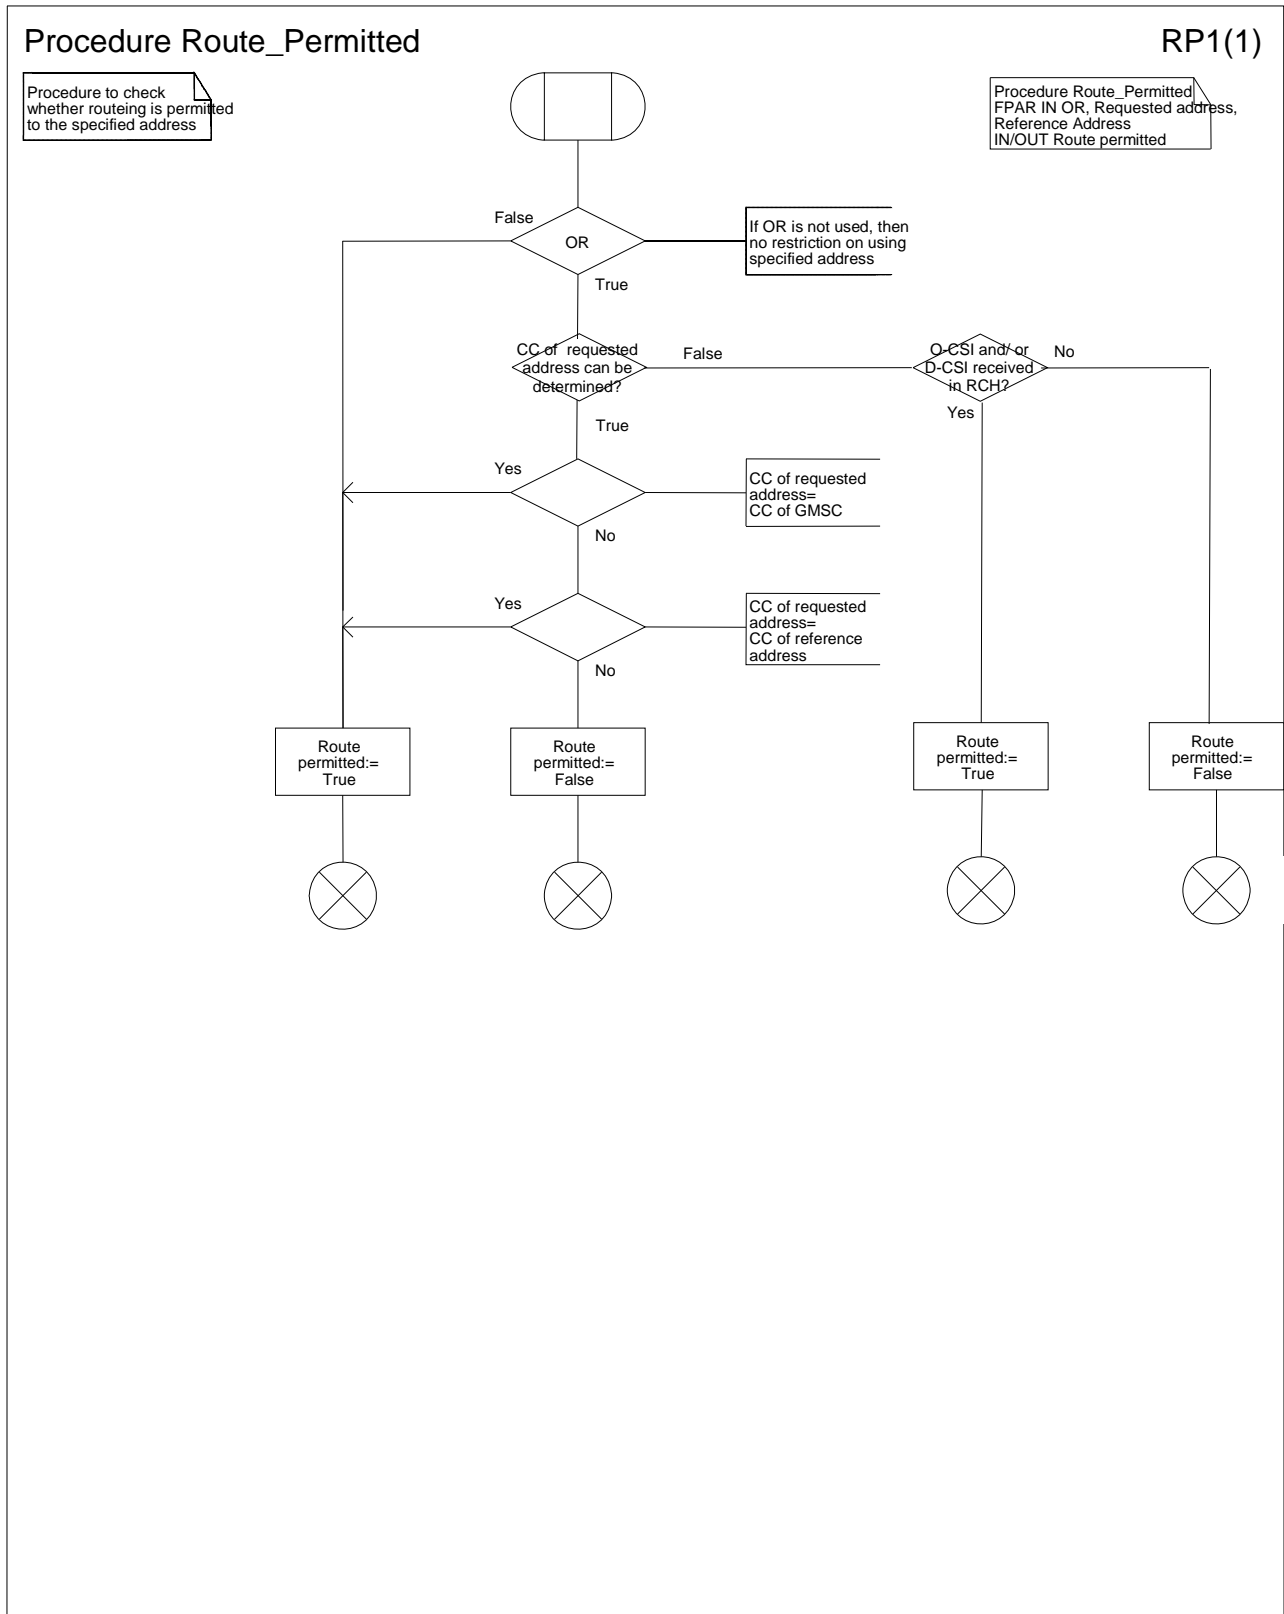 Procedure Route_Permitted
RP1(1)
Procedure to check
whether routeing is permitted
to the specified address
Procedure Route_Permitted
FPAR IN OR, Requested address,
Reference Address
IN/OUT Route permitted
False
OR
If OR is not used, then
no restriction on using
specified address
True
CC of requested
address can be
determined?
False
O-CSI and/ or
D-CSI received
in RCH?
No
Yes
True
Yes
CC of requested
address=
CC of GMSC
No
Yes
CC of requested
address=
CC of reference
address
No
Route
permitted:=
True
Route
permitted:=
False
Route
permitted:=
True
Route
permitted:=
False